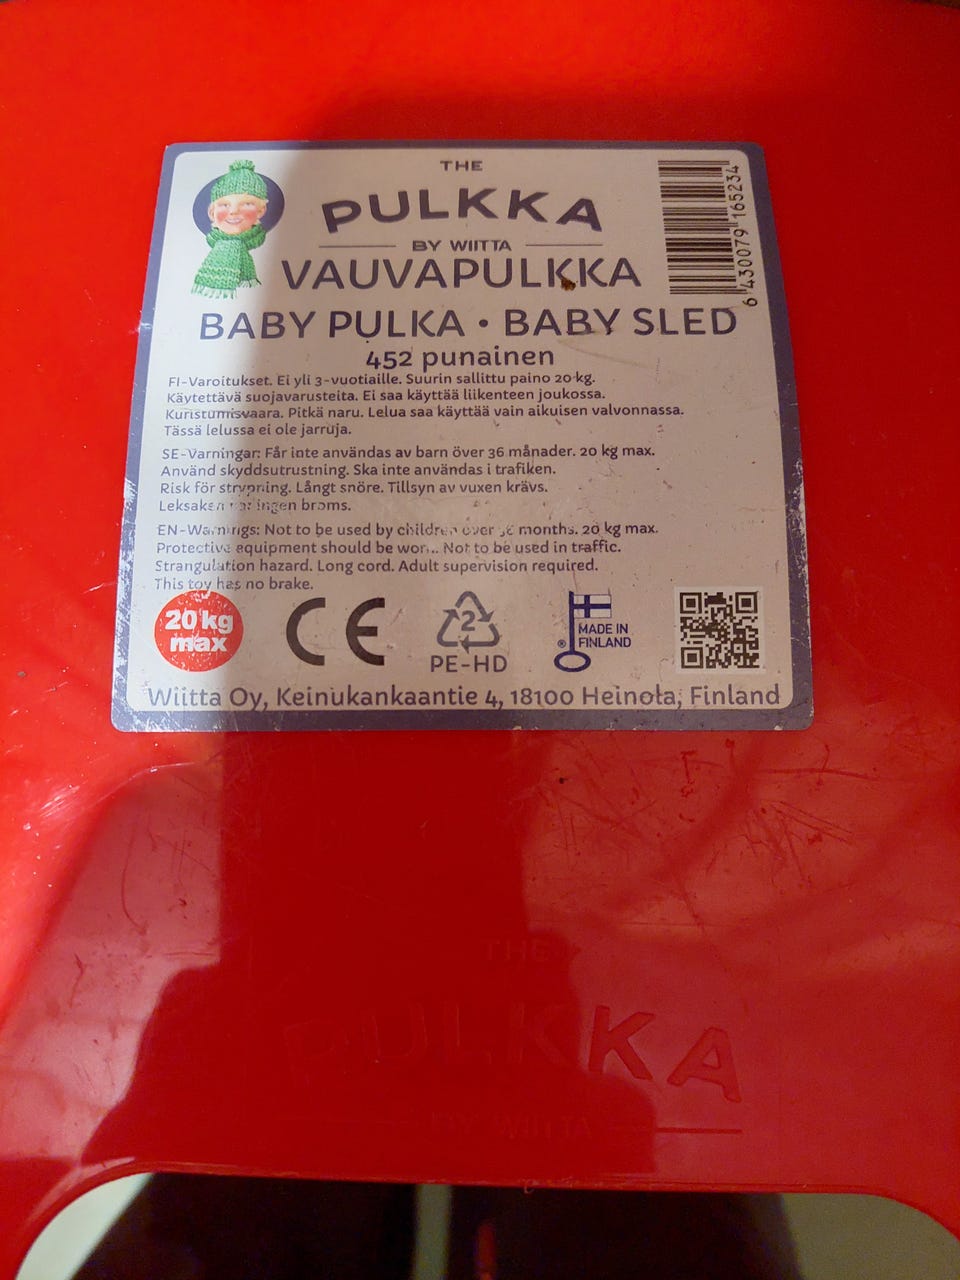 THE
PULKKA
BY WIITTA
VAUVAPULKKA
BABY PULKA • BABY SLED
452 punainen
6 430079 165234
FI-Varoitukset. Ei yli 3-vuotiaille. Suurin sallittu paino 20 kg.
Käytettävä suojavarusteita. Ei saa käyttää liikenteen joukossa.
Kuristumisvaara. Pitkä naru. Lelua saa käyttää vain aikuisen valvonnassa.
Tässä lelussa ei ole jarruja.
SE-Varningar: Får inte användas av barn över 36 månader. 20 kg max.
Använd skyddsutrustning. Ska inte användas i trafiken.
Risk för strypning. Långt snöre. Tillsyn av vuxen krävs.
Leksaken har ingen broms.
EN-Warnings: Not to be used by children over 36 months. 20 kg max.
Protective equipment should be worn. Not to be used in traffic.
Strangulation hazard. Long cord. Adult supervision required.
This toy has no brake.
20 kg
max
CE
2
PE-HD
® MADE IN
FINLAND
Wiitta Oy, Keinukankaantie 4, 18100 Heinola, Finland
THE
PULKKA
BY WIITTA